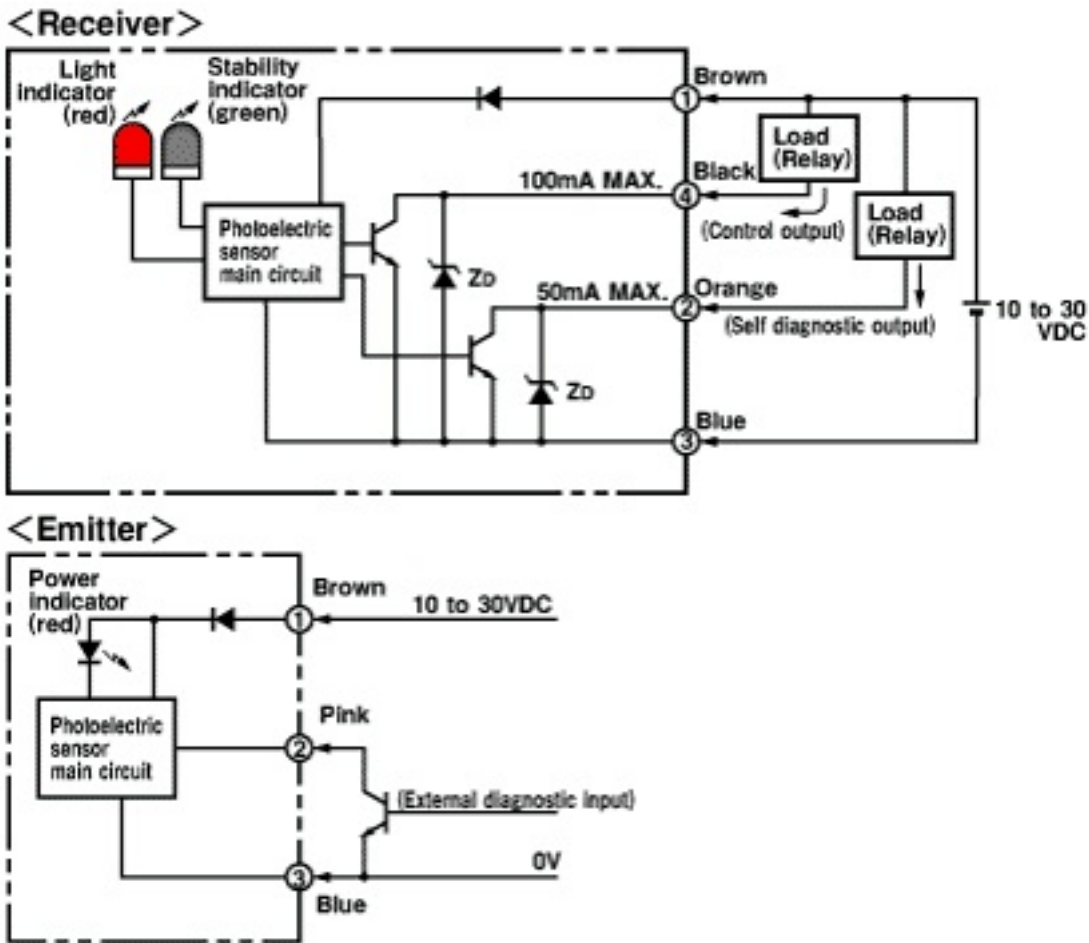 <Receiver>
Light
indicator
(red)
Stability
indicator
(green)
Brown
1
Load
(Relay)
100mA MAX.
Black
4
(Control output)
Load
(Relay)
Photoelectric
sensor
main circuit
ZD
50mA MAX.
Orange
2
(Self diagnostic output)
10 to 30
VDC
ZD
Blue
3
<Emitter>
Power
indicator
(red)
Brown
1
10 to 30VDC
Pink
2
Photoelectric
sensor
main circuit
(External diagnostic input)
0V
3
Blue